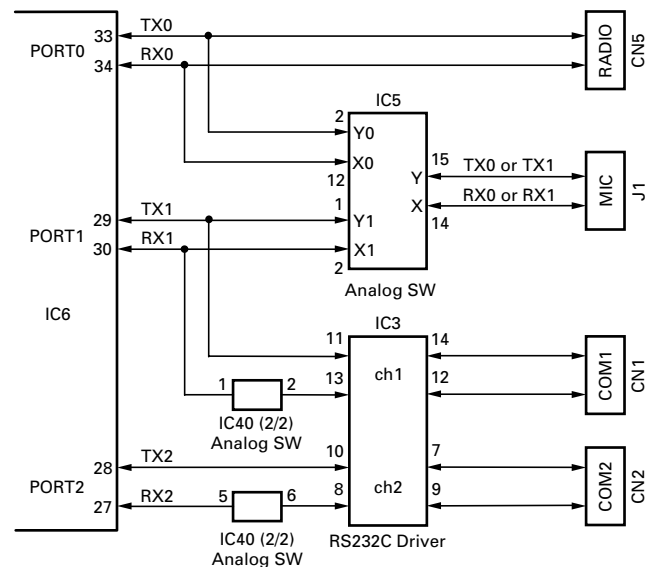 33
TX0
PORT0
34
RX0
RADIO
CN5
IC5
2
Y0
X0
12
15
Y
TX0 or TX1
MIC
J1
1
29
TX1
Y1
X
RX0 or RX1
14
PORT1
30
RX1
X1
2
Analog SW
IC6
IC3
11
14
ch1
COM1
CN1
1
2
13
12
IC40 (2/2)
Analog SW
28
TX2
10
7
PORT2
ch2
COM2
CN2
27
RX2
5
6
8
9
IC40 (2/2)
Analog SW
RS232C Driver